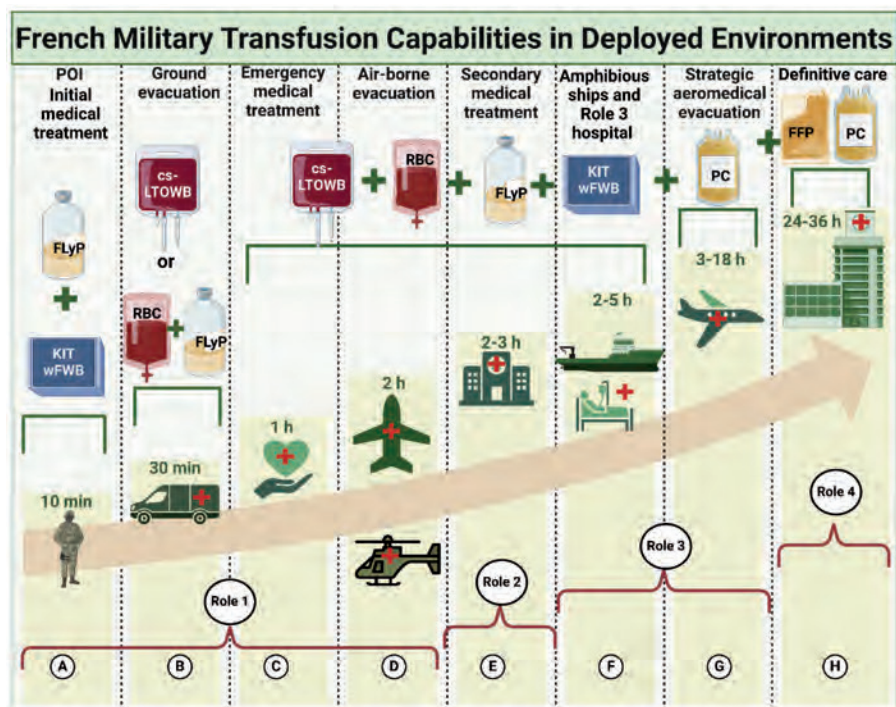 French Military Transfusion Capabilities in Deployed Environments
POI
Initial
medical
treatment
Ground
evacuation
Emergency
medical
treatment
Air-borne
evacuation
Secondary
medical
treatment
Amphibious
ships and
Role 3
hospital
Strategic
aeromedical
evacuation
Definitive care
FLyP
+
KIT
wFWB
cs-
LTOWB
or
RBC
+
FLyP
cs-
LTOWB
+
RBC
+
FLyP
+
KIT
wFWB
+
PC
+
FFP
PC
10 min
30 min
1 h
2 h
2-3 h
2-5 h
3-18 h
24-36 h
Role 1
Role 2
Role 3
Role 4
A
B
C
D
E
F
G
H